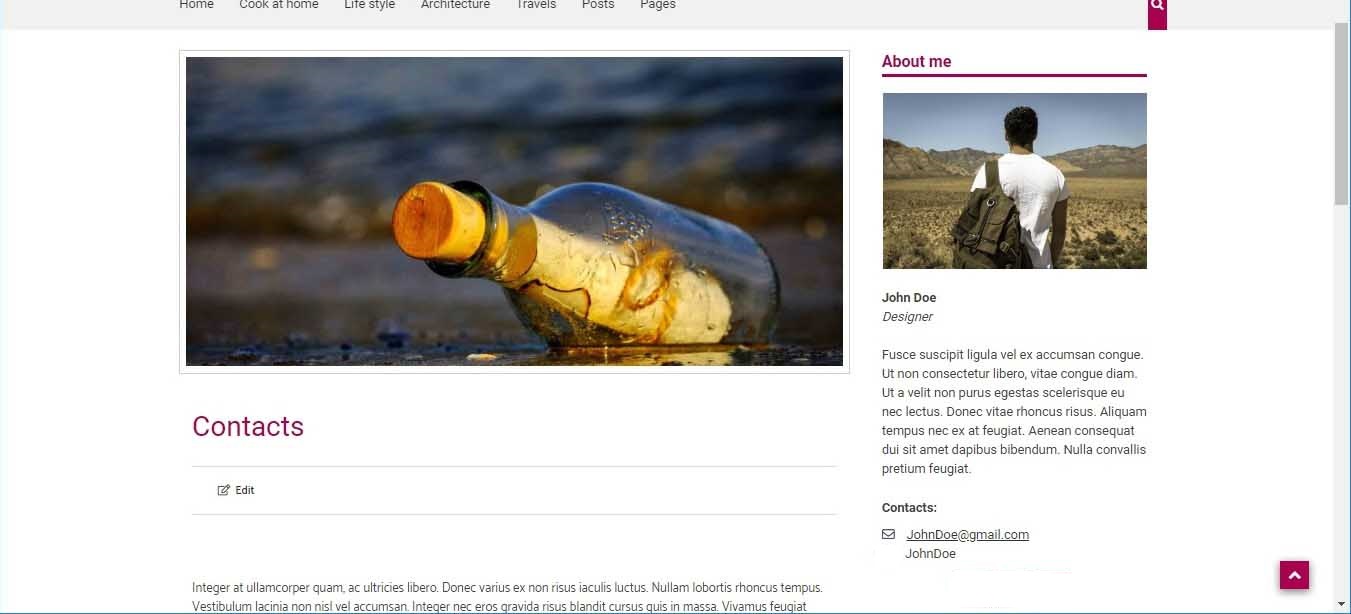 Home Cook at home Life style Architecture Travels Posts Pages
About me
John Doe
Designer
Fusce suscipit ligula vel ex accumsan congue.
Ut non consectetur libero, vitae congue diam.
Ut a velit non purus egestas scelerisque eu
nec lectus. Donec vitae rhoncus risus. Aliquam
tempus nec ex at feugiat. Aenean consequat
dui sit amet dapibus bibendum. Nulla convallis
pretium feugiat.
Contacts:
JohnDoe@gmail.com
JohnDoe
Contacts
Edit
Integer at ullamcorper quam, ac ultricies libero. Donec varius ex non risus iaculis luctus. Nullam lobortis rhoncus tempus.
Vestibulum lacinia non nisl vel accumsan. Integer nec eros gravida risus blandit cursus quis in massa. Vivamus feugiat